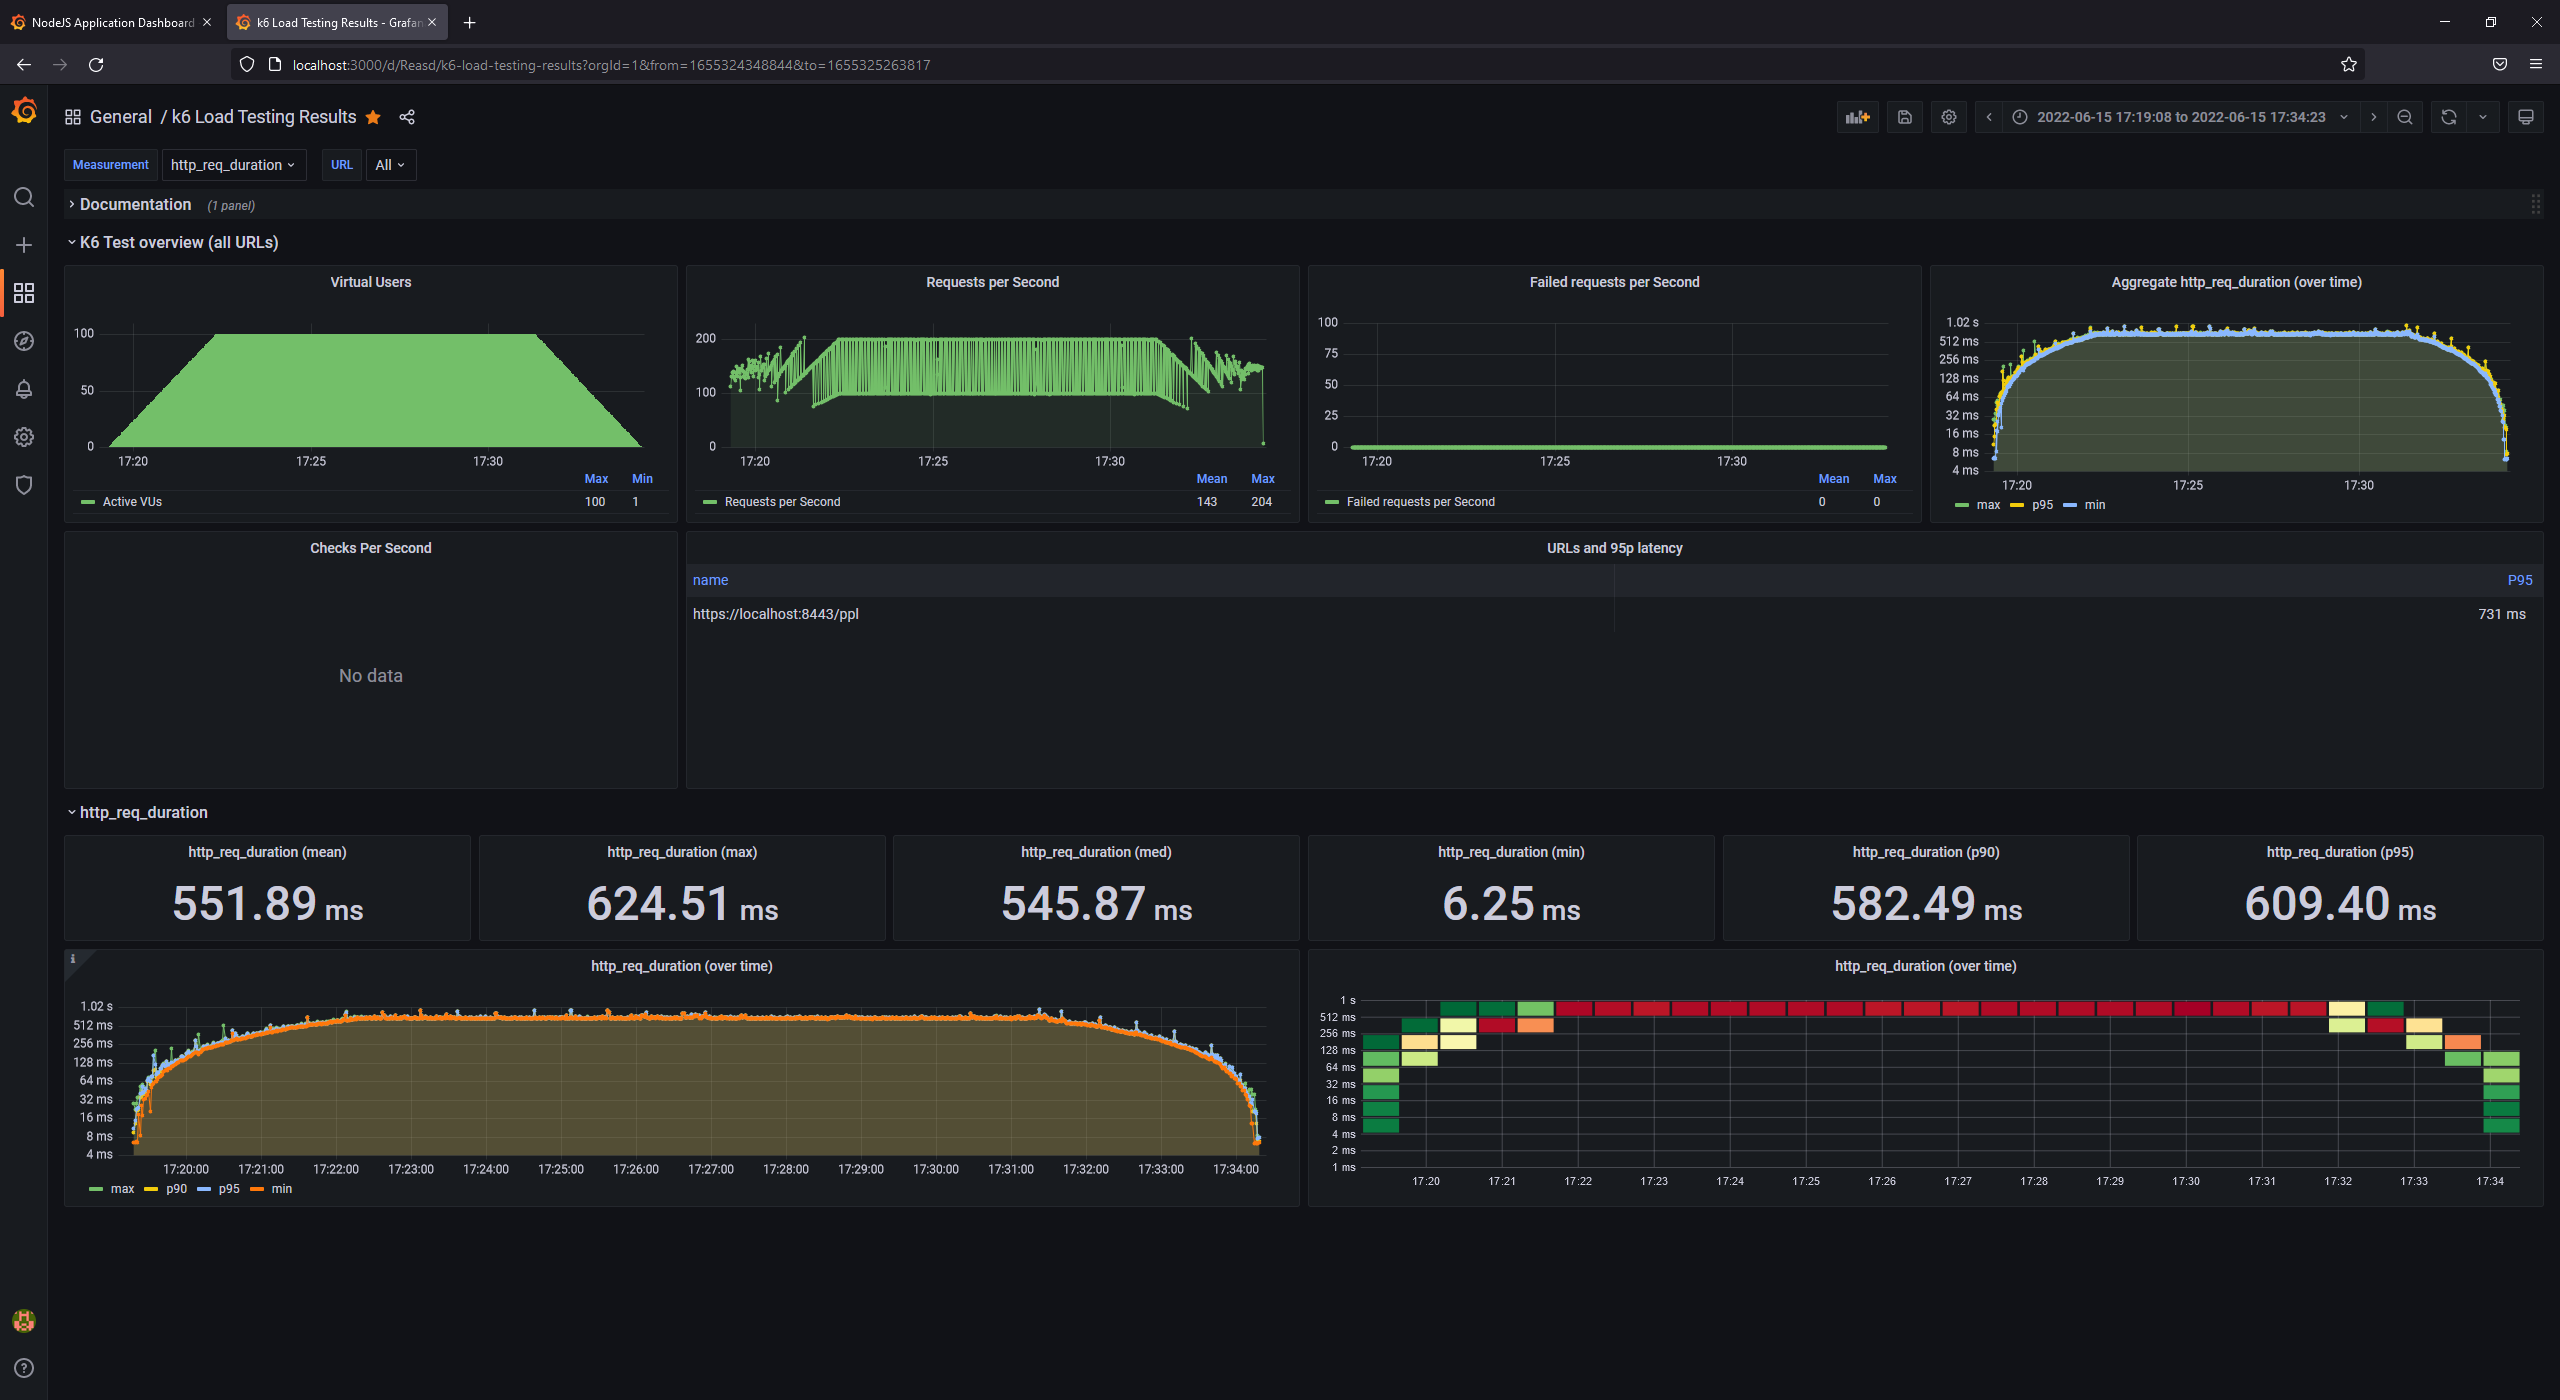 NodeJS Application Dashboard
k6 Load Testing Results - Grafan
localhost:3000/d/Reasd/k6-load-testing-results?orgId=1&from=1655324348844&to=1655325263817
General / k6 Load Testing Results
2022-06-15 17:19:08 to 2022-06-15 17:34:23
Measurement http_req_duration URL All
Documentation (1 panel)
K6 Test overview (all URLs)
Virtual Users
100
50
0
17:20 17:25 17:30
Max Min
Active VUs 100 1
Requests per Second
200
100
0
17:20 17:25 17:30
Mean Max
Requests per Second 143 204
Failed requests per Second
100
75
50
25
0
17:20 17:25 17:30
Mean Max
Failed requests per Second 0 0
Aggregate http_req_duration (over time)
1.02 s
512 ms
256 ms
128 ms
64 ms
32 ms
16 ms
8 ms
4 ms
17:20 17:25 17:30
max p95 min
Checks Per Second
No data
URLs and 95p latency
name P95
https://localhost:8443/ppl 731 ms
http_req_duration
http_req_duration (mean)
551.89 ms
http_req_duration (max)
624.51 ms
http_req_duration (med)
545.87 ms
http_req_duration (min)
6.25 ms
http_req_duration (p90)
582.49 ms
http_req_duration (p95)
609.40 ms
i
http_req_duration (over time)
1.02 s
512 ms
256 ms
128 ms
64 ms
32 ms
16 ms
8 ms
4 ms
17:20:00 17:21:00 17:22:00 17:23:00 17:24:00 17:25:00 17:26:00 17:27:00 17:28:00 17:29:00 17:30:00 17:31:00 17:32:00 17:33:00 17:34:00
max p90 p95 min
http_req_duration (over time)
1 s
512 ms
256 ms
128 ms
64 ms
32 ms
16 ms
8 ms
4 ms
2 ms
1 ms
17:20 17:21 17:22 17:23 17:24 17:25 17:26 17:27 17:28 17:29 17:30 17:31 17:32 17:33 17:34